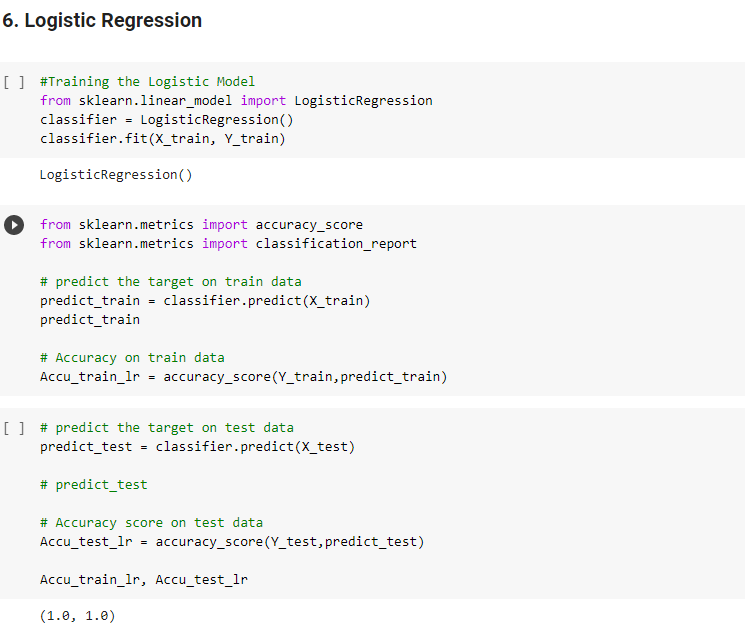 6. Logistic Regression
[ ] #Training the Logistic Model
from sklearn.linear_model import LogisticRegression
classifier = LogisticRegression()
classifier.fit(X_train, Y_train)
LogisticRegression()
from sklearn.metrics import accuracy_score
from sklearn.metrics import classification_report
# predict the target on train data
predict_train = classifier.predict(X_train)
predict_train
# Accuracy on train data
Accu_train_lr = accuracy_score(Y_train,predict_train)
[ ] # predict the target on test data
predict_test = classifier.predict(X_test)
# predict_test
# Accuracy score on test data
Accu_test_lr = accuracy_score(Y_test,predict_test)
Accu_train_lr, Accu_test_lr
(1.0, 1.0)